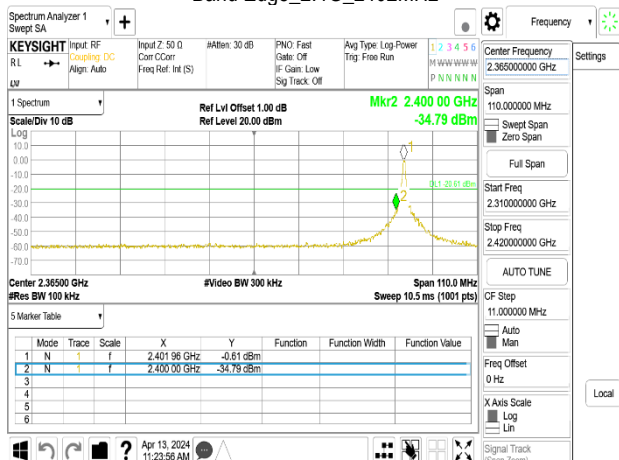 Spectrum Analyzer 1
Swept SA
+
Frequency
KEYSIGHT
Input: RF
Input Z: 50 Ω
#Atten: 30 dB
PNO: Fast
Avg Type: Log-Power
1 2 3 4 5 6
RL
Coupling: DC
Corr CCorr
Gate: Off
Trig: Free Run
M W W W W W
Align: Auto
Freq Ref: Int (S)
IF Gain: Low
Sig Track: Off
P N N N N N
1 Spectrum
Scale/Div 10 dB
Ref Lvl Offset 1.00 dB
Ref Level 20.00 dBm
Mkr2 2.400 00 GHz
-34.79 dBm
Log
10.0
0.00
-10.0
-20.0
-30.0
-40.0
-50.0
-60.0
-70.0
1
DL1 -20.61 dBm
2
Center 2.36500 GHz
#Video BW 300 kHz
Span 110.0 MHz
#Res BW 100 kHz
Sweep 10.5 ms (1001 pts)
5 Marker Table
Mode Trace Scale X Y Function Function Width Function Value
1 N 1 f 2.401 96 GHz -0.61 dBm
2 N 1 f 2.400 00 GHz -34.79 dBm
3
4
5
6
?
Apr 13, 2024
11:23:56 AM
Center Frequency
2.365000000 GHz
Settings
Span
110.000000 MHz
Swept Span
Zero Span
Full Span
Start Freq
2.310000000 GHz
Stop Freq
2.420000000 GHz
AUTO TUNE
CF Step
11.000000 MHz
Auto
Man
Freq Offset
0 Hz
X Axis Scale
Log
Lin
Local
Signal Track